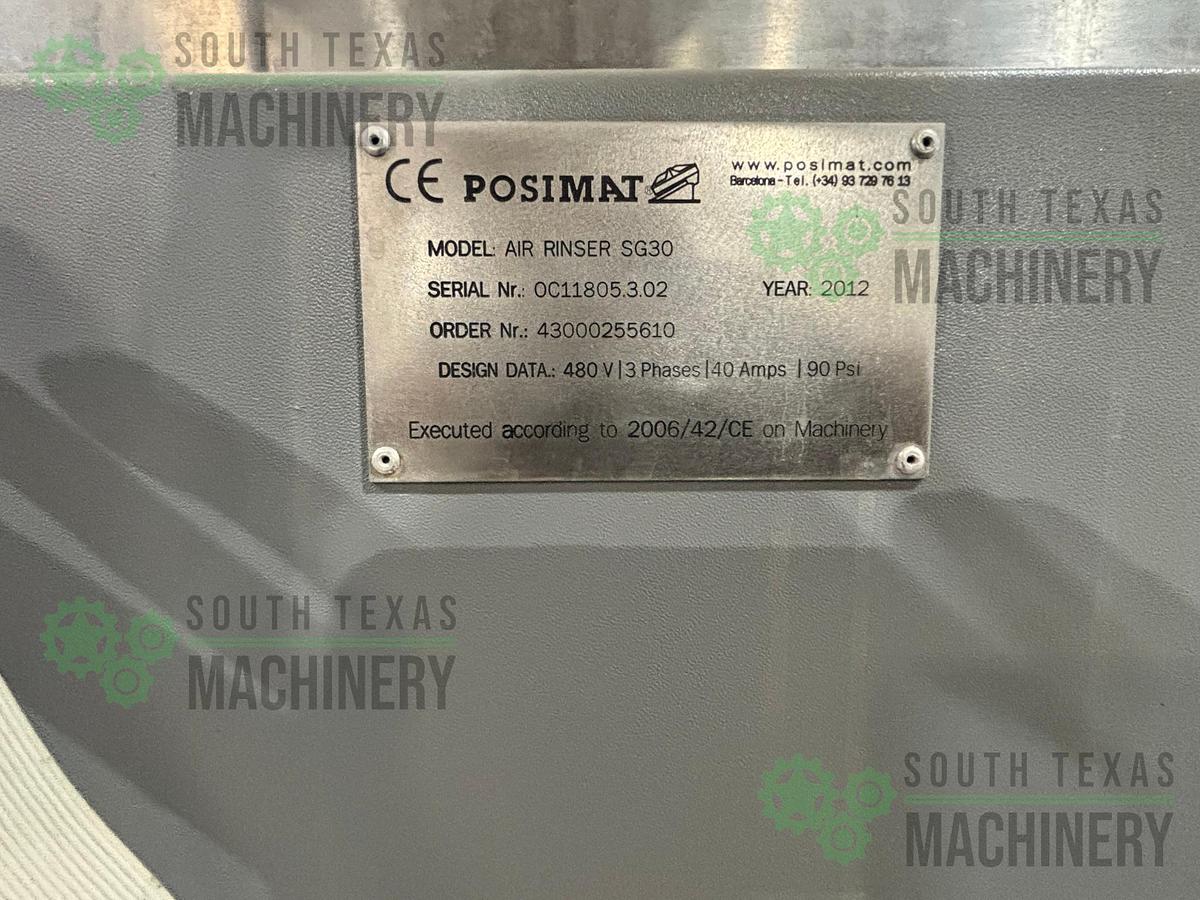 SOUTH TEXAS
MACHINERY
CE POSIMAT®
www.posimat.com
Barcelona - Tel. (+34) 93 729 76 13
SOUTH TEXAS
MACHINERY
MODEL: AIR RINSER SG30
SERIAL Nr.: 0C11805.3.02 YEAR: 2012
ORDER Nr.: 43000255610
DESIGN DATA.: 480 V | 3 Phases | 40 Amps | 90 Psi
Executed according to 2006/42/CE on Machinery
SOUTH TEXAS
MACHINERY
SOUTH TEXAS
MACHINERY